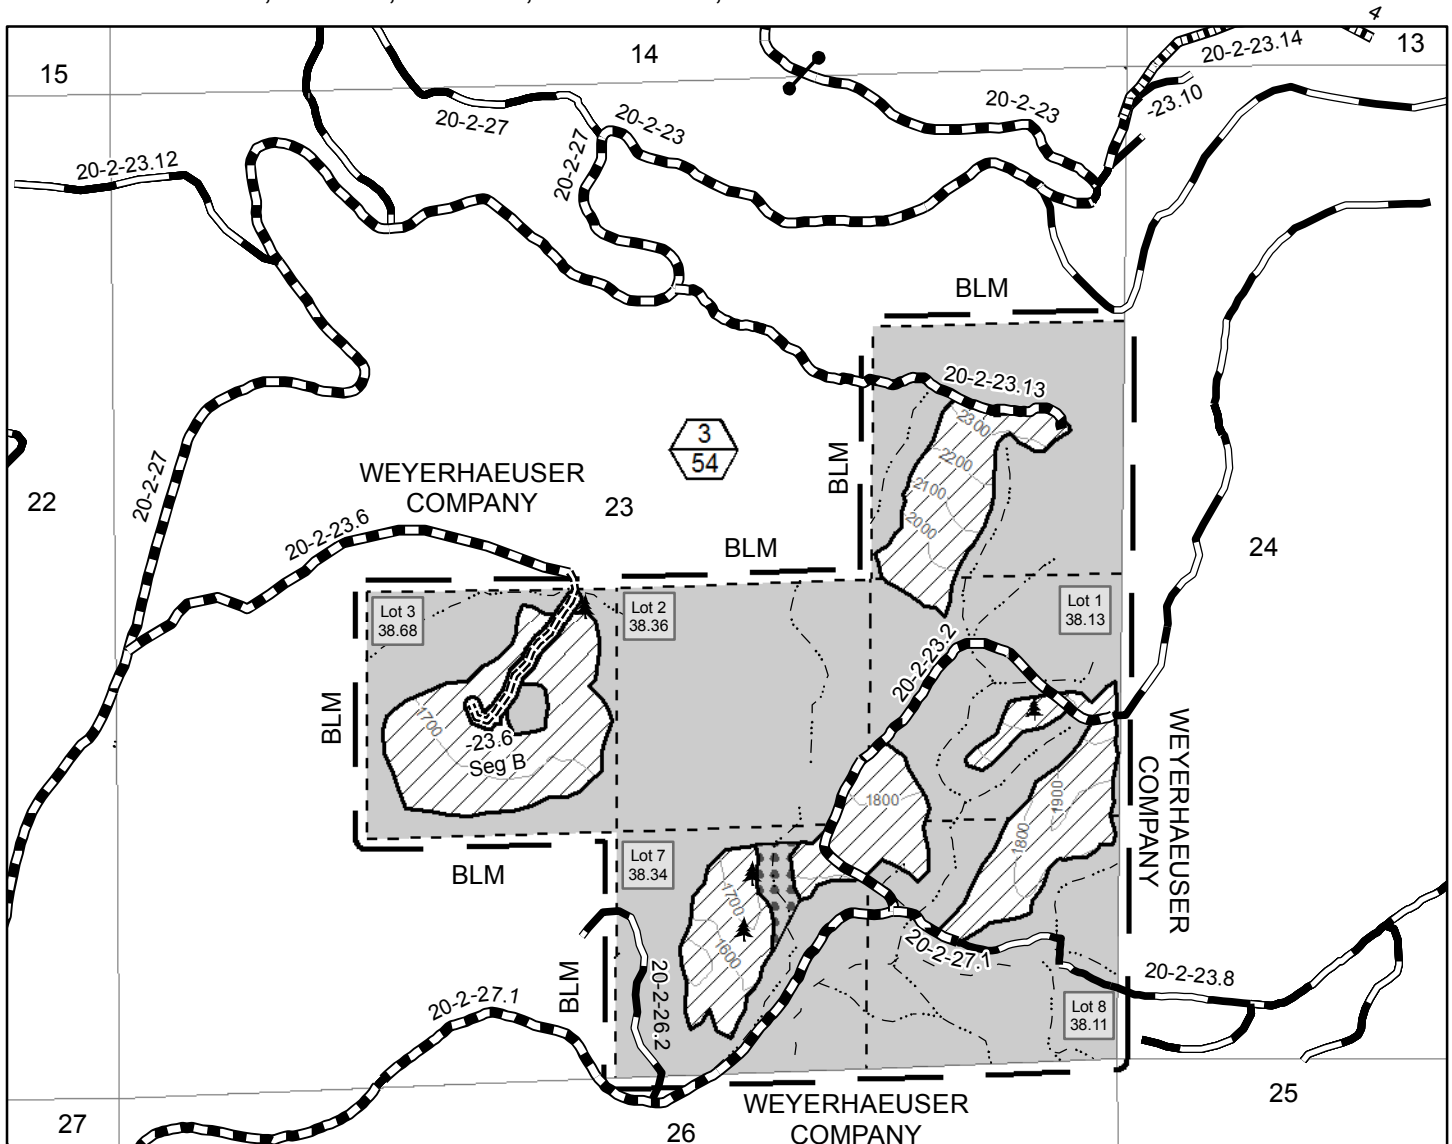 4
14
20-2-23.14
13
15
-23.10
20-2-27
20-2-23
20-2-23
20-2-27
20-2-23.12
BLM
20-2-23.13
2300
3
54
2200
BLM
WEYERHAEUSER
COMPANY
2100
20-2-27
22
23
2000
20-2-23.6
BLM
24
Lot 3
38.68
Lot 2
38.36
Lot 1
38.13
20-2-23.2
BLM
1700
-23.6
Seg B
WEYERHAEUSER
COMPANY
1800
1900
1800
Lot 7
38.34
BLM
1700
1600
20-2-27.1
20-2-23.8
BLM
20-2-26.2
20-2-27.1
Lot 8
38.11
25
WEYERHAEUSER
COMPANY
27
26